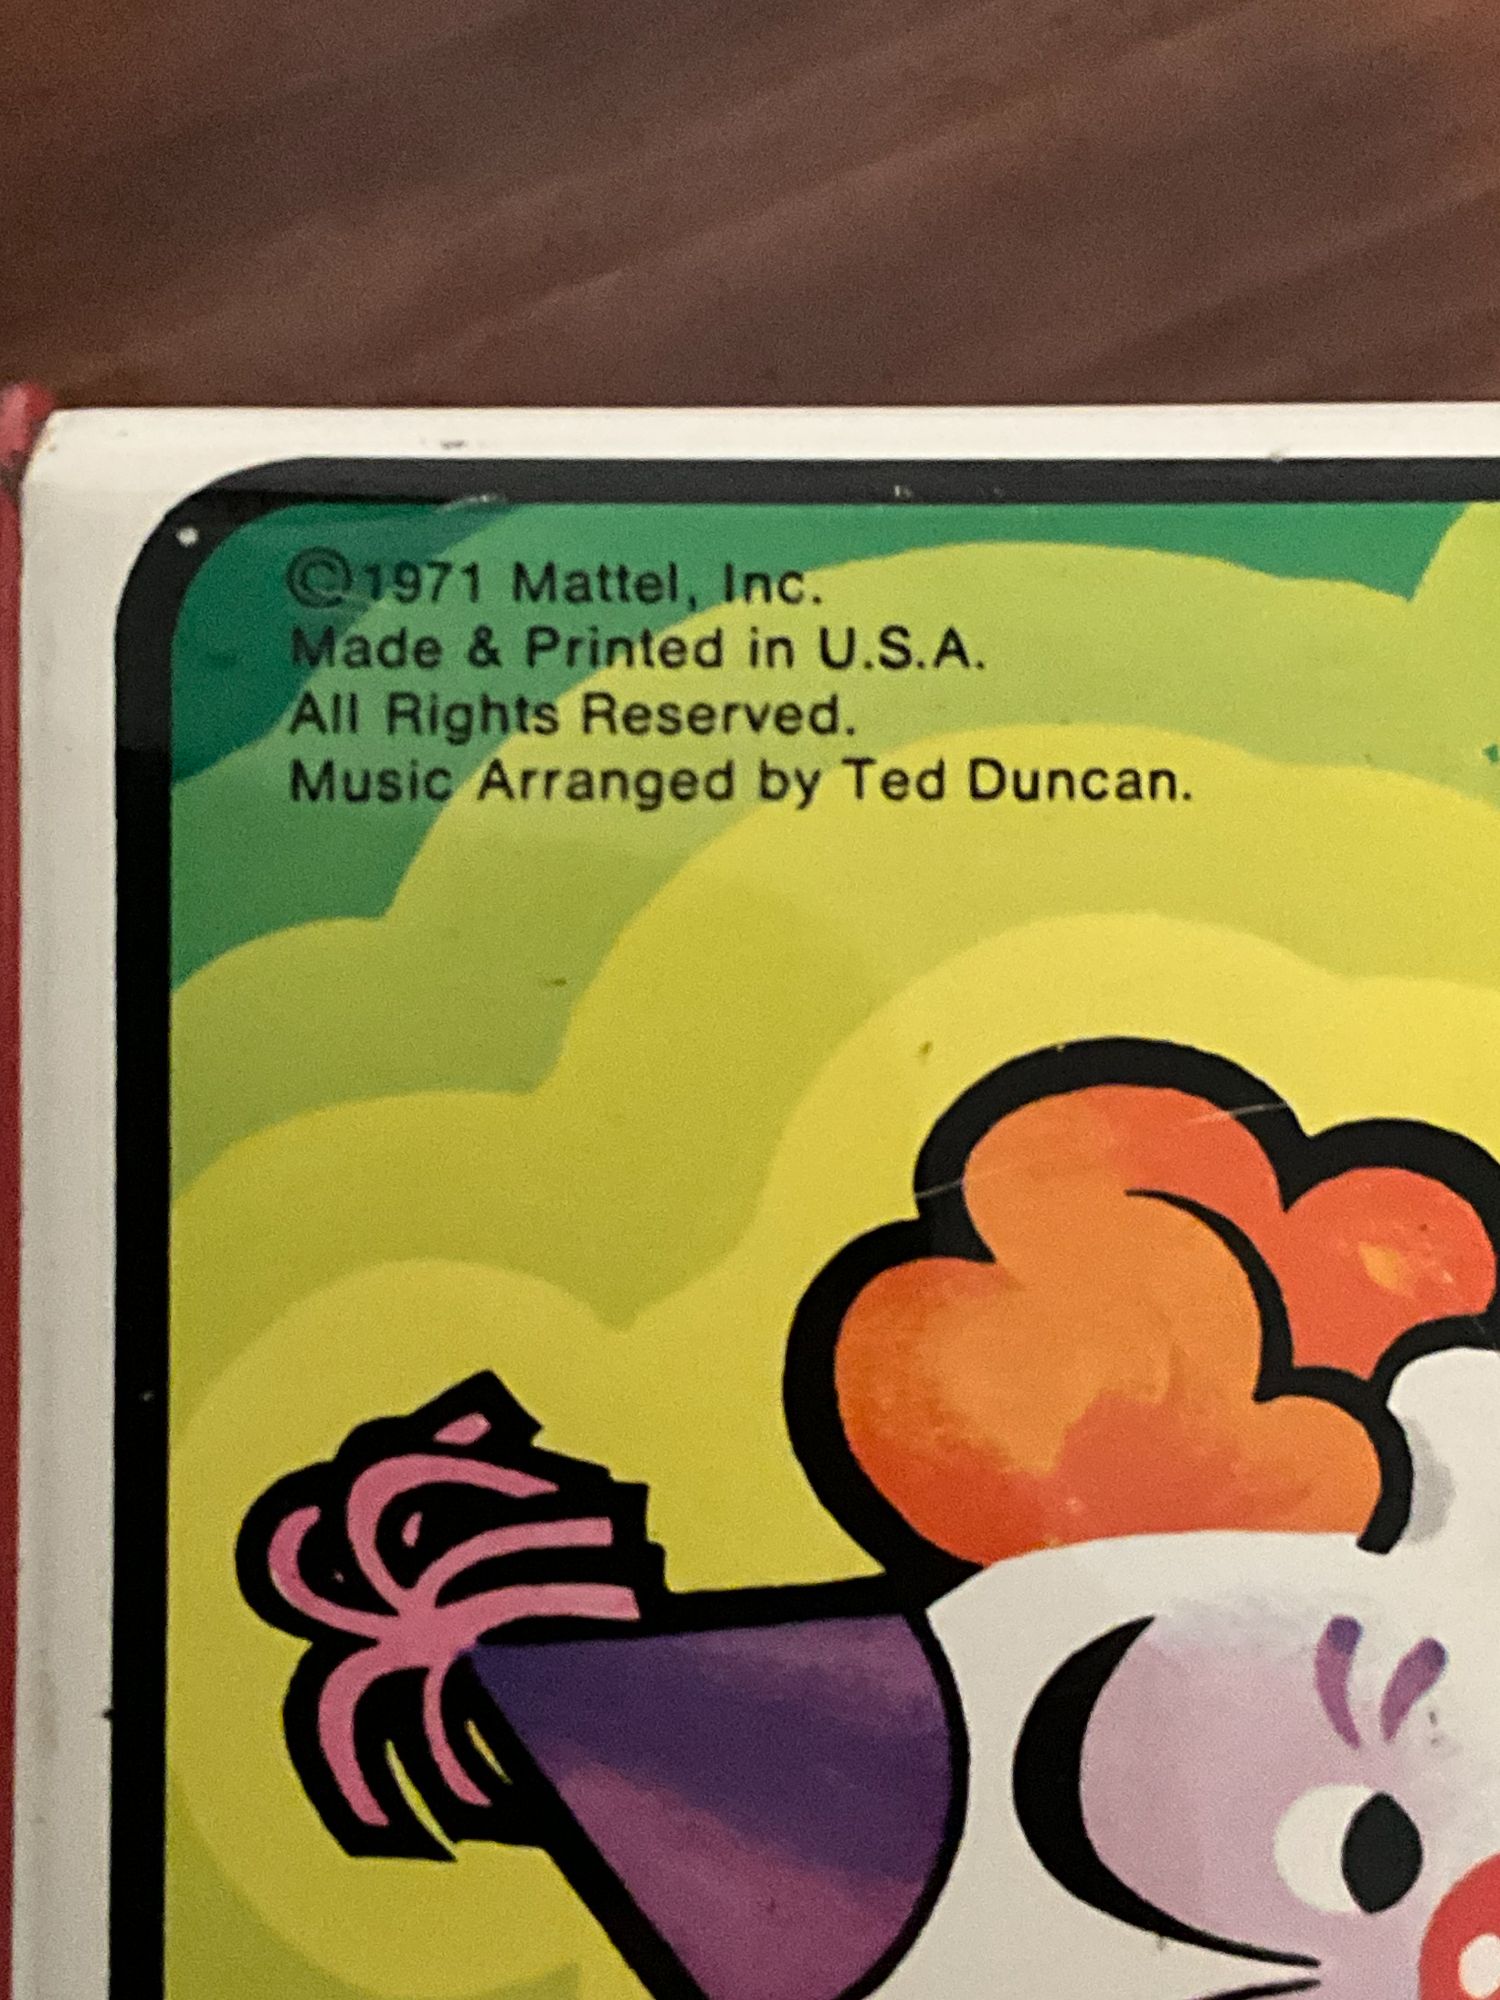 ©1971 Mattel, Inc.
Made & Printed in U.S.A.
All Rights Reserved.
Music Arranged by Ted Duncan.